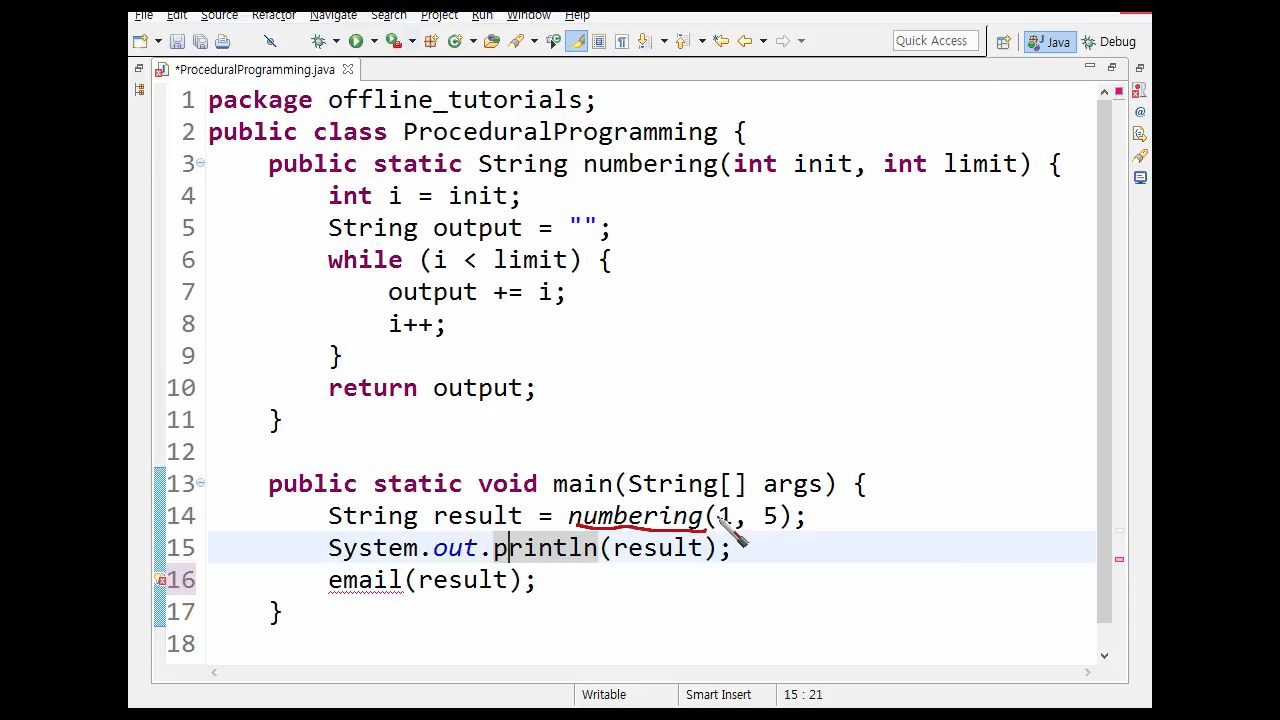 File Edit Source Refactor Navigate Search Project Run Window Help
Quick Access Java Debug
*ProceduralProgramming.java
1 package offline_tutorials;
2 public class ProceduralProgramming {
3 public static String numbering(int init, int limit) {
4 int i = init;
5 String output = "";
6 while (i < limit) {
7 output += i;
8 i++;
9 }
10 return output;
11 }
12
13 public static void main(String[] args) {
14 String result = numbering(1, 5);
15 System.out.println(result);
16 email(result);
17 }
18
Writable Smart Insert 15 : 21